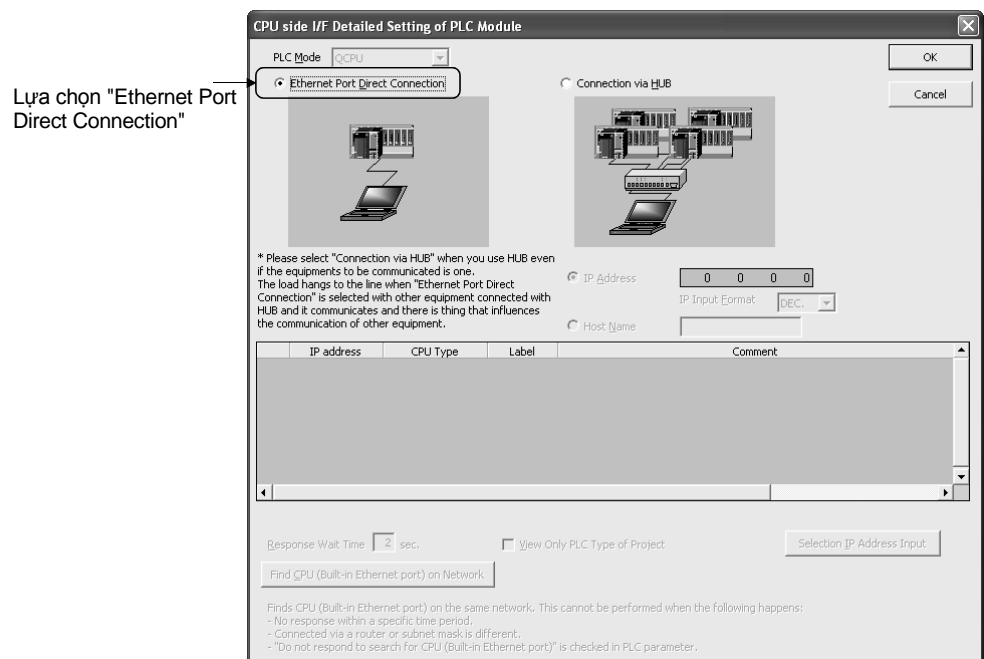 CPU side I/F Detailed Setting of PLC Module
PLC Mode QCPU
OK
Lựa chọn "Ethernet Port
Direct Connection"
Ethernet Port Direct Connection
Connection via HUB
Cancel
* Please select "Connection via HUB" when you use HUB even
if the equipments to be communicated is one.
The load hangs to the line when "Ethernet Port Direct
Connection" is selected with other equipment connected with
HUB and it communicates and there is thing that influences
the communication of other equipment.
IP Address 0 0 0 0
IP Input Format DEC.
Host Name
IP address CPU Type Label Comment
Response Wait Time 2 sec.
View Only PLC Type of Project
Selection IP Address Input
Find CPU (Built-in Ethernet port) on Network
Finds CPU (Built-in Ethernet port) on the same network. This cannot be performed when the following happens:
- No response within a specific time period.
- Connected via a router or subnet mask is different.
- "Do not respond to search for CPU (Built-in Ethernet port)" is checked in PLC parameter.